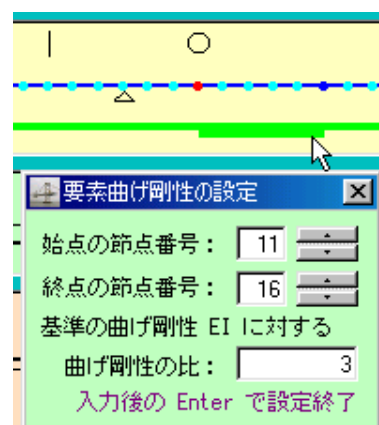 要素曲げ剛性の設定
始点の節点番号： 11
終点の節点番号： 16
基準の曲げ剛性 EI に対する
曲げ剛性の比： 3
入力後の Enter で設定終了